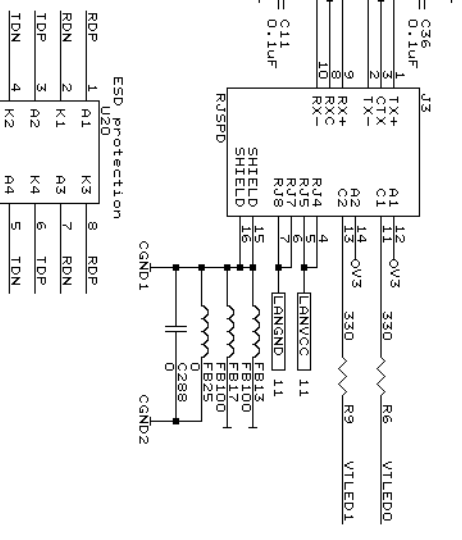 C36
0.1uF
C11
0.1uF
1
3
2
9
8
10
J3
TX+
CTX
TX-
RX+
RXC
RX-
RJSPD
A1
C1
A2
C2
RJ4
RJ5
RJ7
RJ8
SHIELD
SHIELD
12
11
14
13
4
5
6
7
15
16
0V3
0V3
330
R6
VTLED0
330
R9
VTLED1
LANVCC
11
LANGND
11
FB13
FB100
FB17
FB100
FB25
0
C288
0
CGND1
CGND2
ESD protection
U20
RDP
RDN
TDP
TDN
1
2
3
4
A1
K1
A2
K2
K3
A3
K4
A4
8
7
6
5
RDP
RDN
TDP
TDN